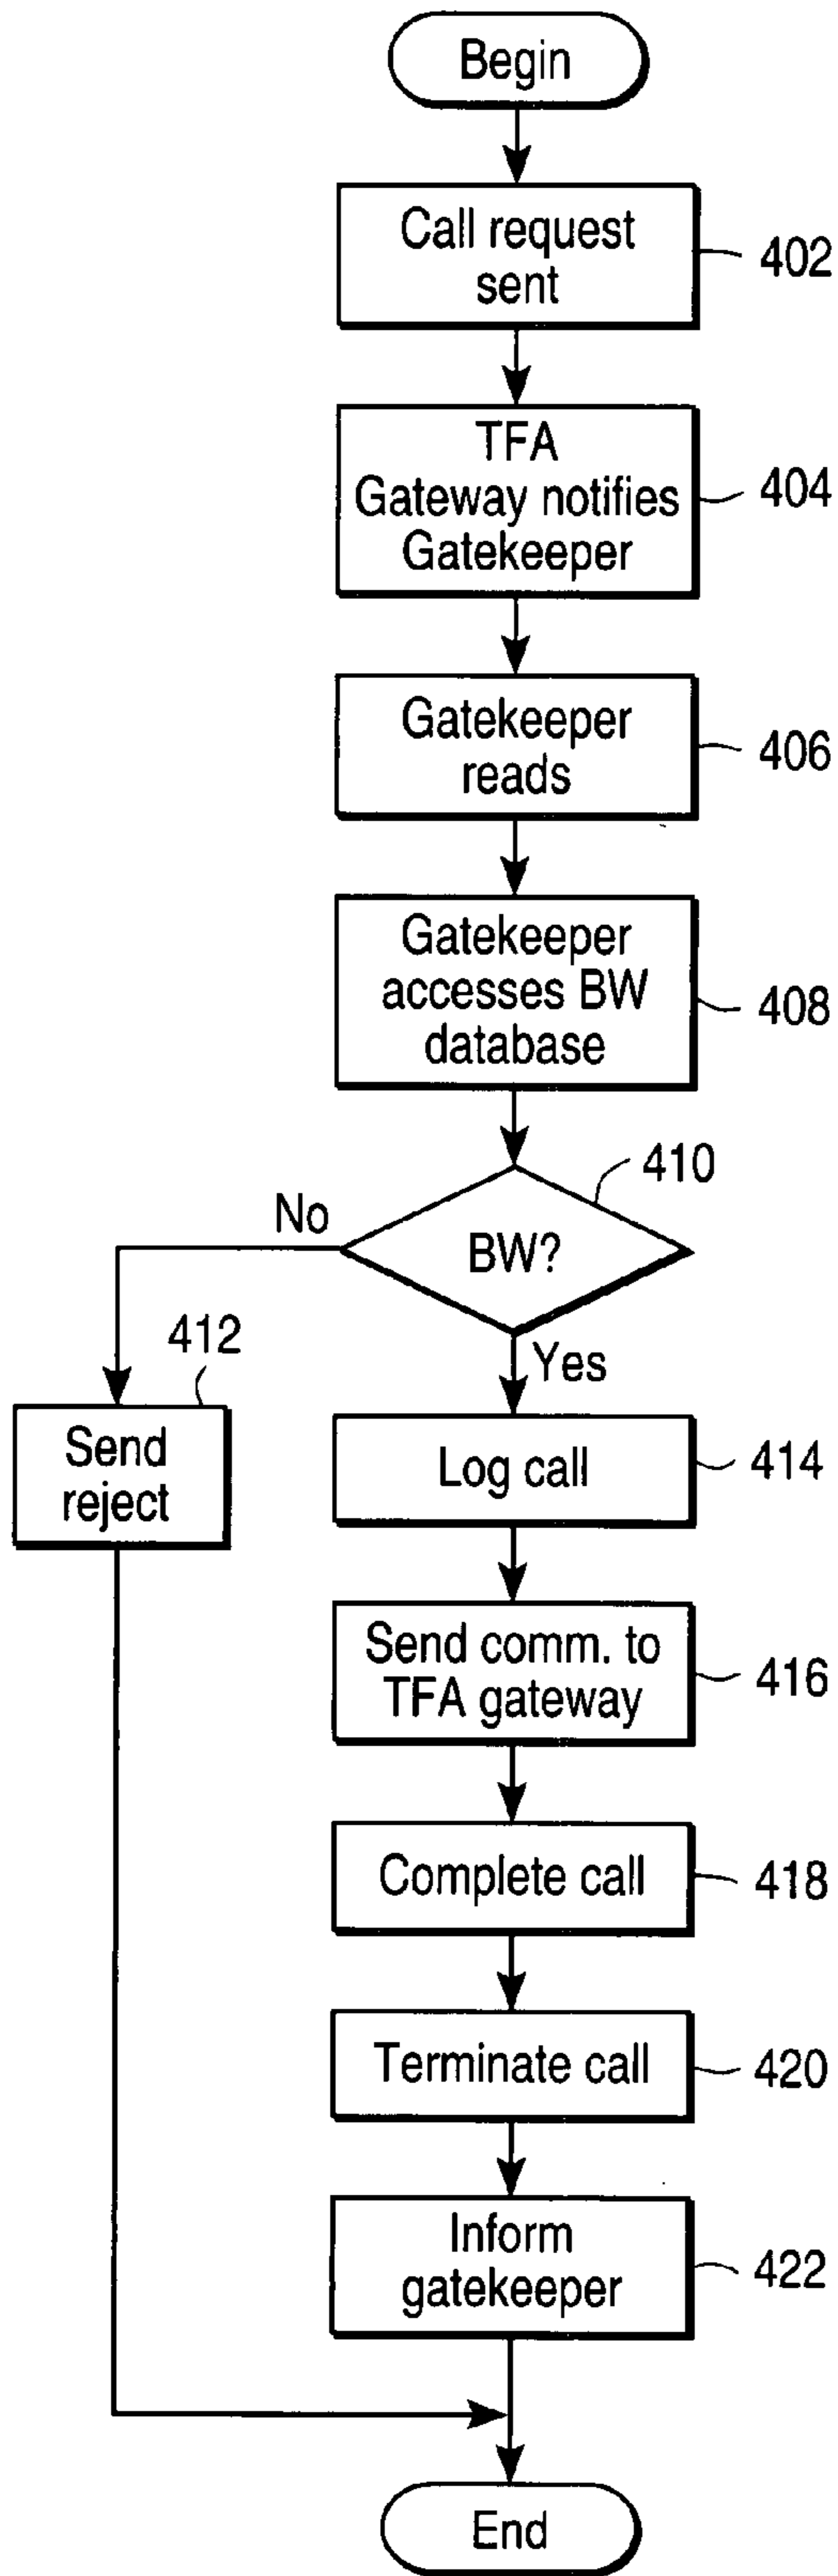 Begin
Call request
sent
402
TFA
Gateway notifies
Gatekeeper
404
Gatekeeper
reads
406
Gatekeeper
accesses BW
database
408
410
BW?
No
Yes
412
Send
reject
Log call
414
Send comm. to
TFA gateway
416
Complete call
418
Terminate call
420
Inform
gatekeeper
422
End